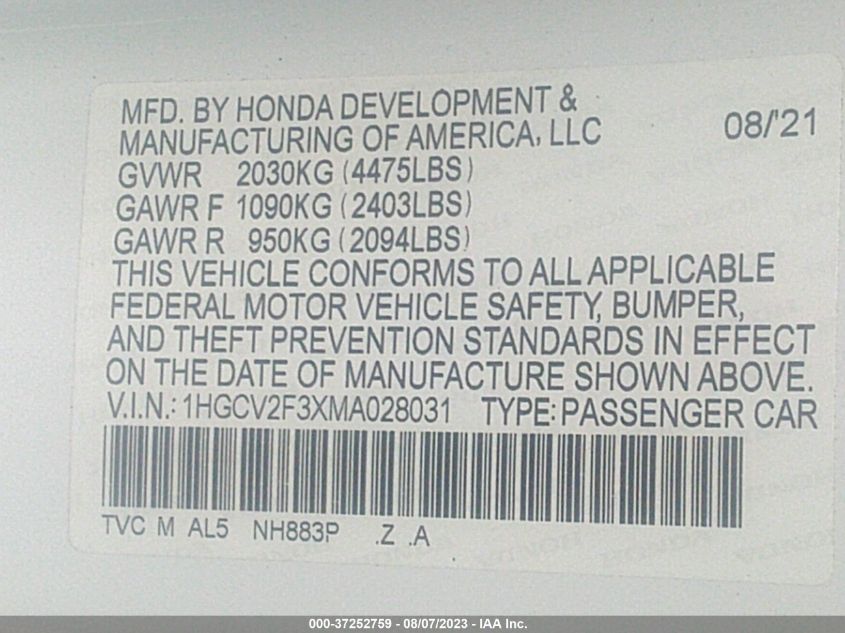 MFD. BY HONDA DEVELOPMENT &
MANUFACTURING OF AMERICA, LLC 08/'21
GVWR 2030KG (4475LBS)
GAWR F 1090KG (2403LBS)
GAWR R 950KG (2094LBS)
THIS VEHICLE CONFORMS TO ALL APPLICABLE
FEDERAL MOTOR VEHICLE SAFETY, BUMPER,
AND THEFT PREVENTION STANDARDS IN EFFECT
ON THE DATE OF MANUFACTURE SHOWN ABOVE.
V.I.N.: 1HGCV2F3XMA028031 TYPE: PASSENGER CAR
TVC M AL5 NH883P .Z .A
000-37252759 - 08/07/2023 - IAA Inc.